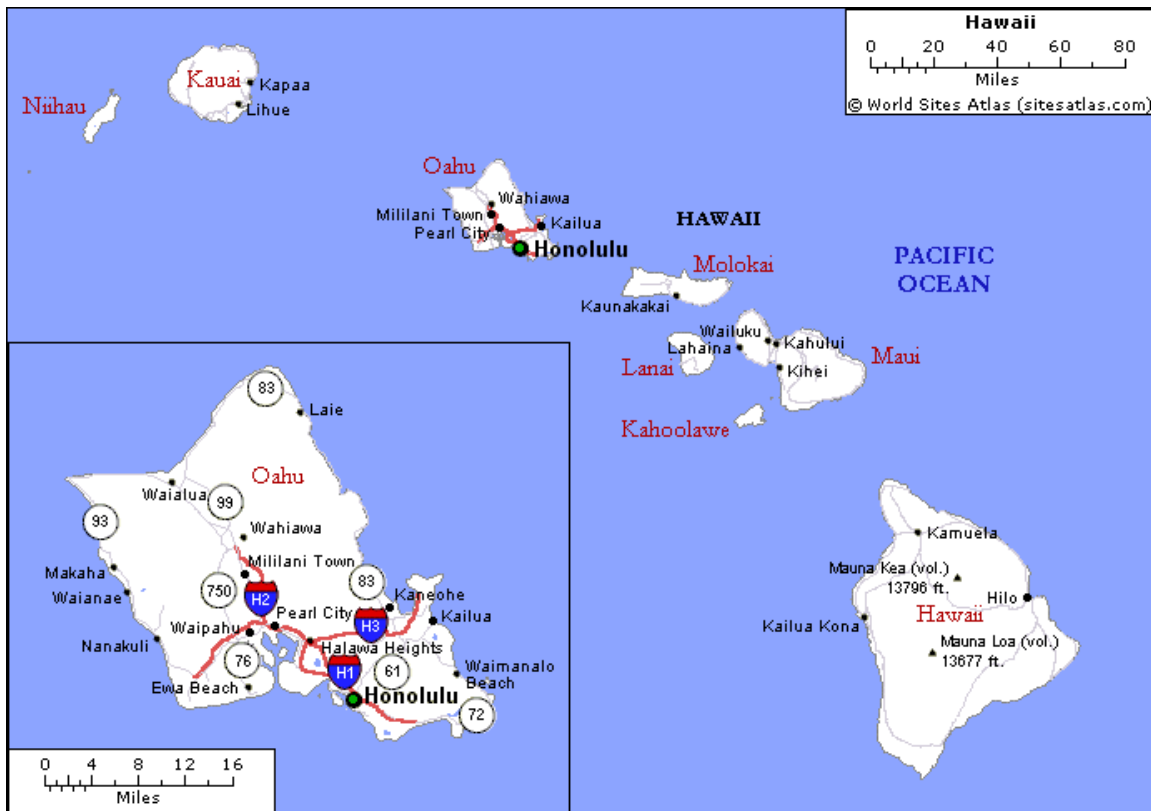 Hawaii
0 20 40 60 80
Miles
© World Sites Atlas (sitesatlas.com)
Kauai
Kapaa
Niihau
Lihue
Oahu
Wahiawa
Mililani Town
Kailua
Pearl City
Honolulu
HAWAII
PACIFIC
OCEAN
Molokai
Kaunakakai
Wailuku
Kahului
Lahaina
Maui
Lanai
Kihei
Kahoolawe
Kamuela
Mauna Kea (vol.)
13796 ft.
Hilo
Hawaii
Kailua Kona
Mauna Loa (vol.)
13677 ft.
83
Laie
Oahu
Waialua
99
93
Wahiawa
Makaha
Mililani Town
Waianae
750
H2
83
Kaneohe
Pearl City
Kailua
Waipahu
H3
Nanakuli
Halawa Heights
76
H1
61
Waimanalo
Beach
Ewa Beach
Honolulu
72
0 4 8 12 16
Miles